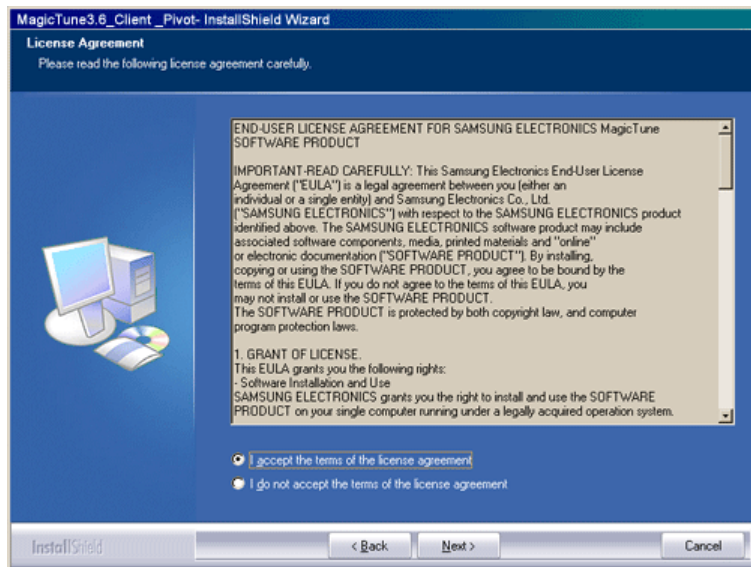 MagicTune3.6_Client _Pivot- InstallShield Wizard
License Agreement
Please read the following license agreement carefully.
END-USER LICENSE AGREEMENT FOR SAMSUNG ELECTRONICS MagicTune
SOFTWARE PRODUCT
IMPORTANT-READ CAREFULLY: This Samsung Electronics End-User License
Agreement ("EULA") is a legal agreement between you (either an
individual or a single entity) and Samsung Electronics Co., Ltd.
("SAMSUNG ELECTRONICS") with respect to the SAMSUNG ELECTRONICS product
identified above. The SAMSUNG ELECTRONICS software product may include
associated software components, media, printed materials and "online"
or electronic documentation ("SOFTWARE PRODUCT"). By installing,
copying or using the SOFTWARE PRODUCT, you agree to be bound by the
terms of this EULA. If you do not agree to the terms of this EULA, you
may not install or use the SOFTWARE PRODUCT.
The SOFTWARE PRODUCT is protected by both copyright law, and computer
program protection laws.
1. GRANT OF LICENSE.
This EULA grants you the following rights:
- Software Installation and Use
SAMSUNG ELECTRONICS grants you the right to install and use the SOFTWARE
PRODUCT on your single computer running under a legally acquired operation system.
I accept the terms of the license agreement
I do not accept the terms of the license agreement
InstallShield
< Back
Next >
Cancel